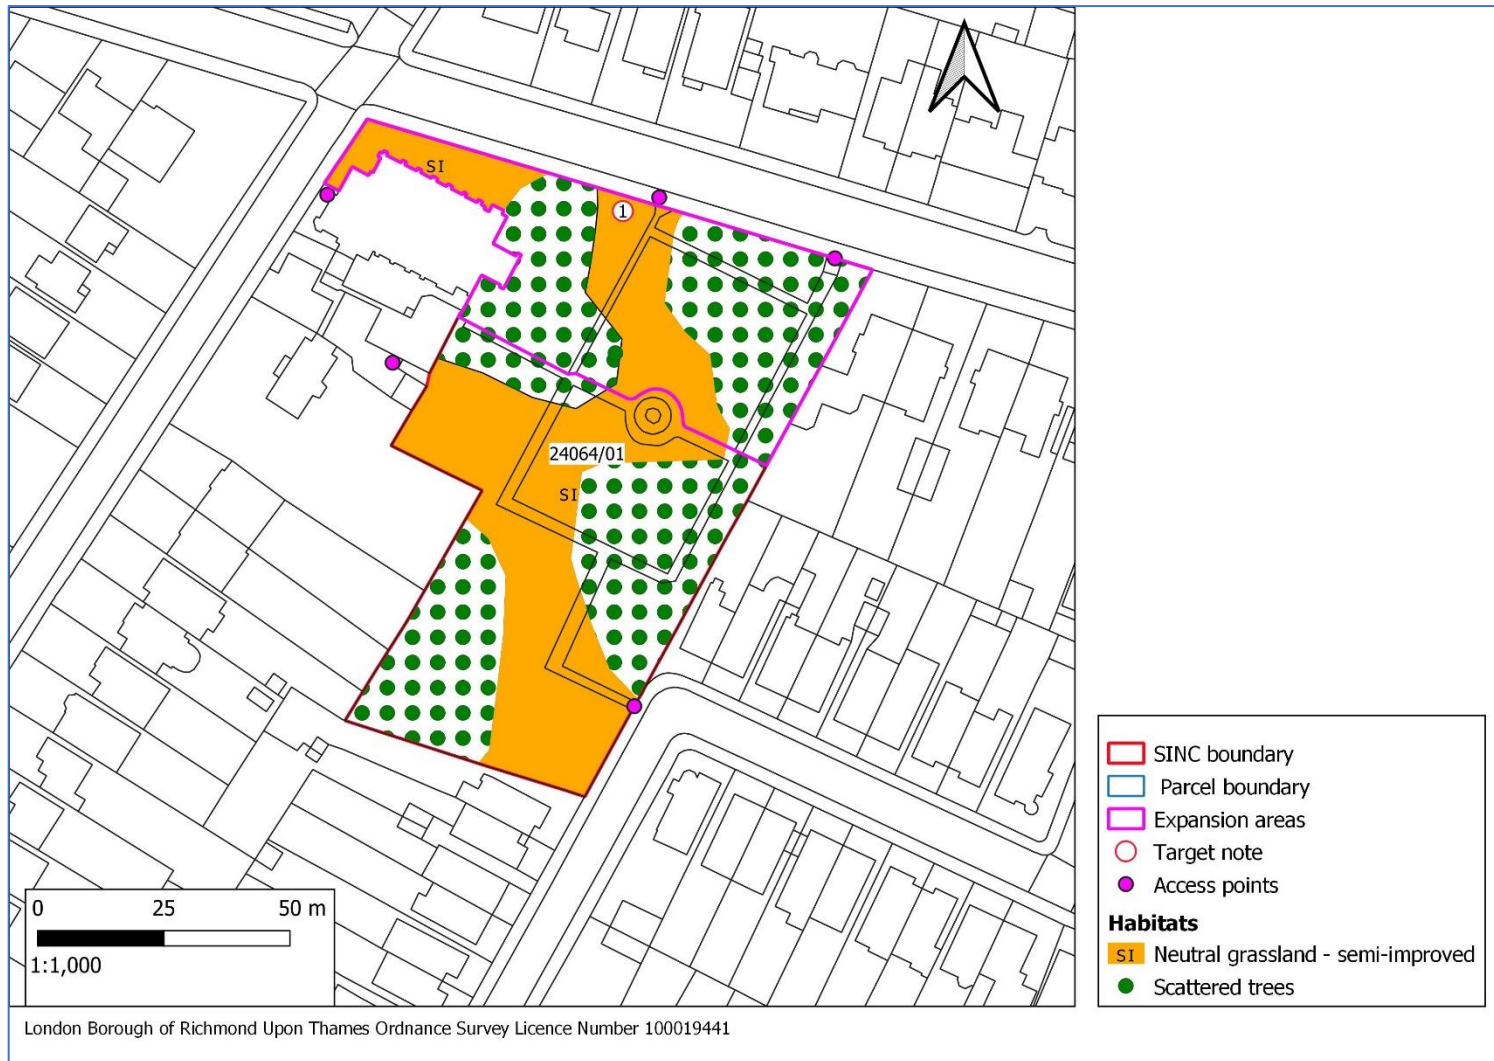 SI
1
24064/01
SI
0 25 50 m
1:1,000
SINC boundary
Parcel boundary
Expansion areas
Target note
Access points
Habitats
SI Neutral grassland - semi-improved
Scattered trees
London Borough of Richmond Upon Thames Ordnance Survey Licence Number 100019441